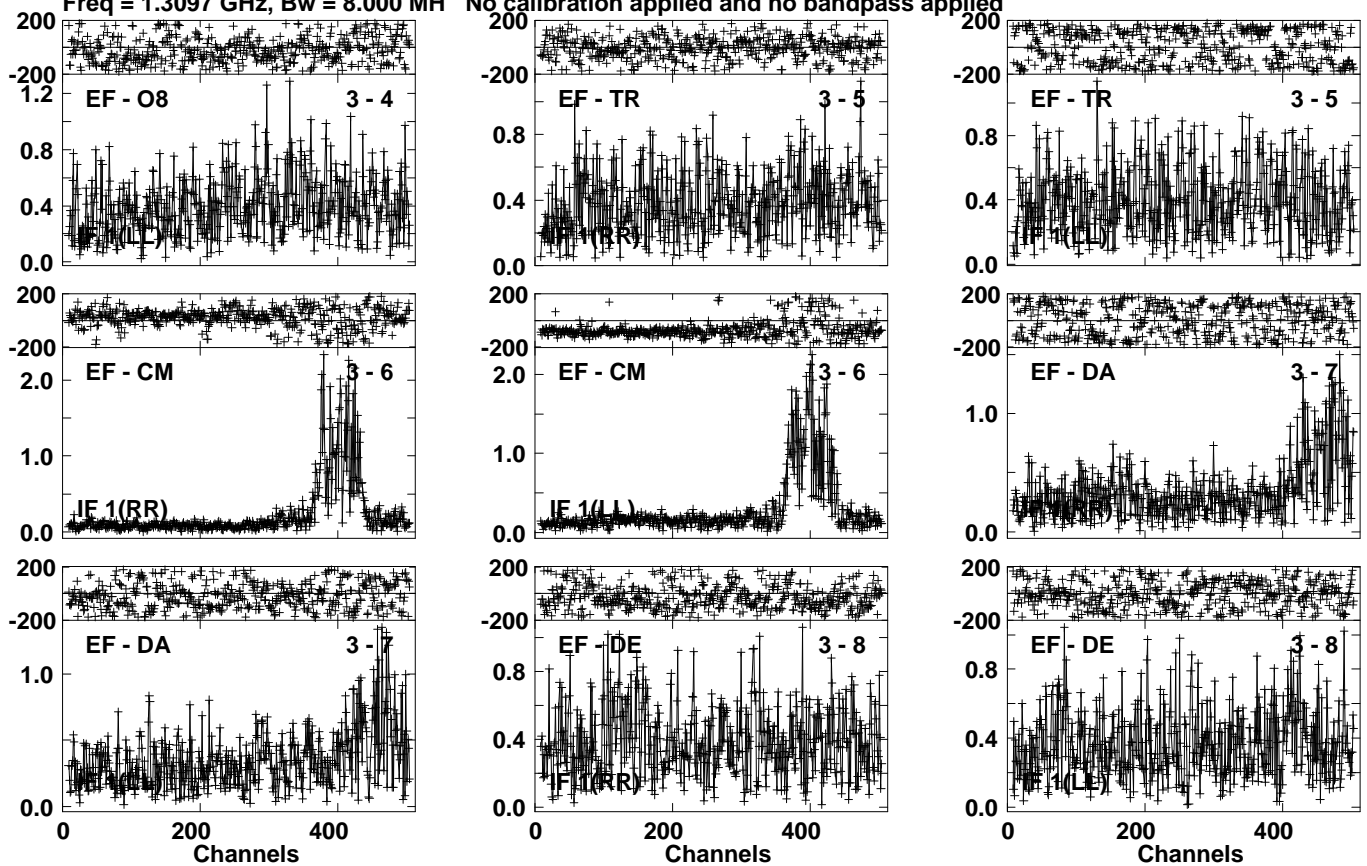 Freq = 1.3097 GHz, Bw = 8.000 MH No calibration applied and no bandpass applied
200
-200
EF - O8 3 - 4
1.2
0.8
0.4
0.0
IF 1(LL)
EF - TR 3 - 5
0.8
0.4
0.0
IF 1(RR)
EF - TR 3 - 5
200
-200
0.8
0.4
0.0
IF 1(LL)
200
-200
EF - CM 3 - 6
2.0
1.0
0.0
IF 1(RR)
200
-200
EF - CM 3 - 6
2.0
1.0
0.0
IF 1(LL)
200
-200
EF - DA 3 - 7
1.0
0.0
IF 1(RR)
200
-200
EF - DA 3 - 7
1.0
0.0
IF 1(LL)
0 200 400
Channels
200
-200
EF - DE 3 - 8
0.8
0.4
0.0
IF 1(RR)
0 200 400
Channels
200
-200
EF - DE 3 - 8
0.8
0.4
0.0
IF 1(LL)
0 200 400
Channels